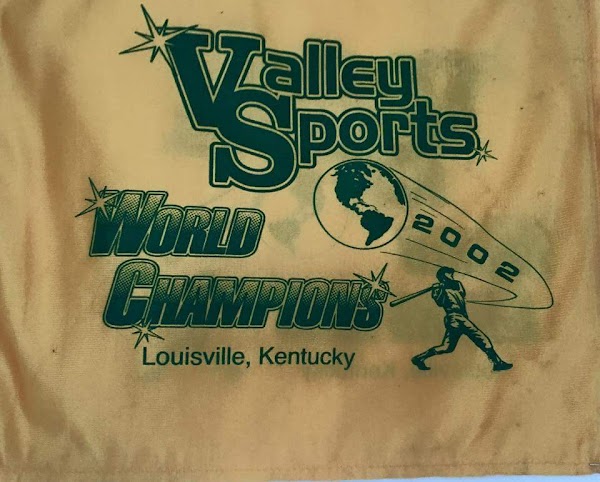 Valley
Sports
World
Champions
2002
Louisville, Kentucky